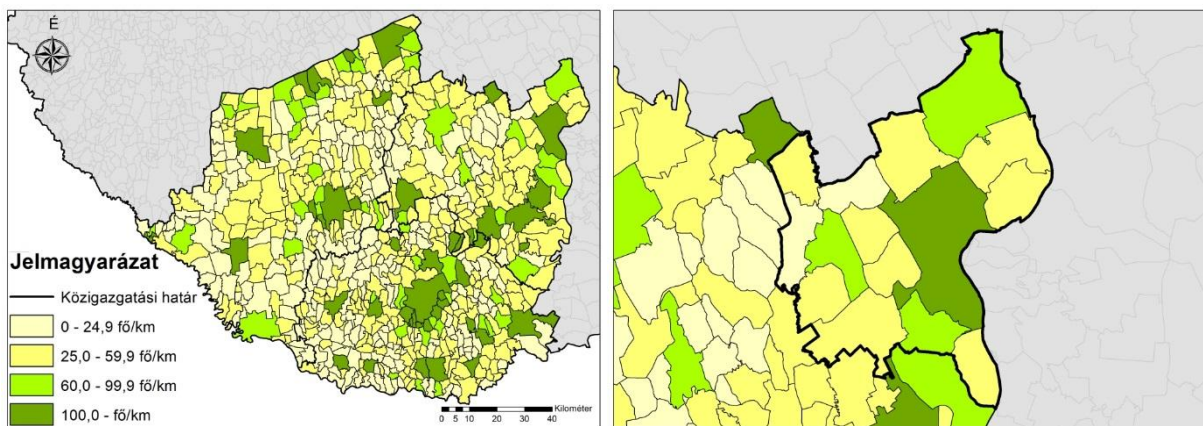 É
Jelmagyarázat
Közigazgatási határ
0 - 24,9 fő/km
25,0 - 59,9 fő/km
60,0 - 99,9 fő/km
100,0 - fő/km
Kilométer
0 5 10 20 30 40